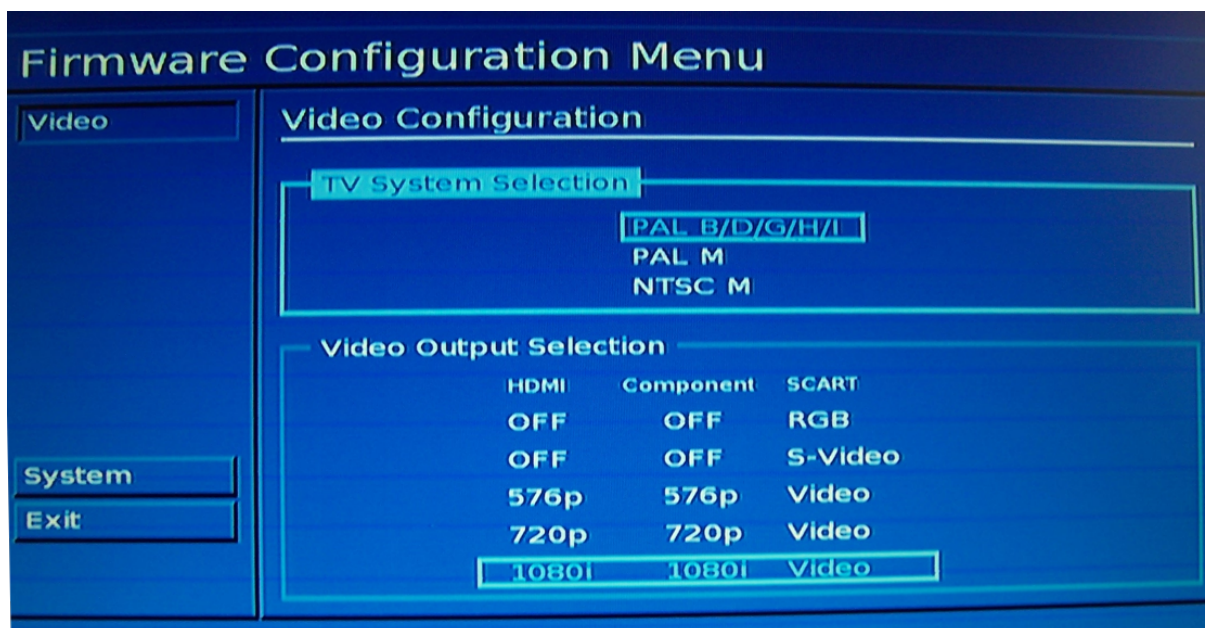 Firmware Configuration Menu
Video
Video Configuration
TV System Selection
PAL B/D/G/H/I
PAL M
NTSC M
Video Output Selection
HDMI Component SCART
OFF OFF RGB
OFF OFF S-Video
576p 576p Video
720p 720p Video
1080i 1080i Video
System
Exit